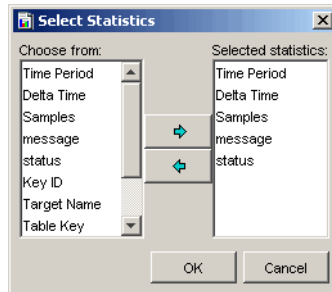 Select Statistics
Choose from:
Time Period
Delta Time
Samples
message
status
Key ID
Target Name
Table Key
Selected statistics:
Time Period
Delta Time
Samples
message
status
OK
Cancel